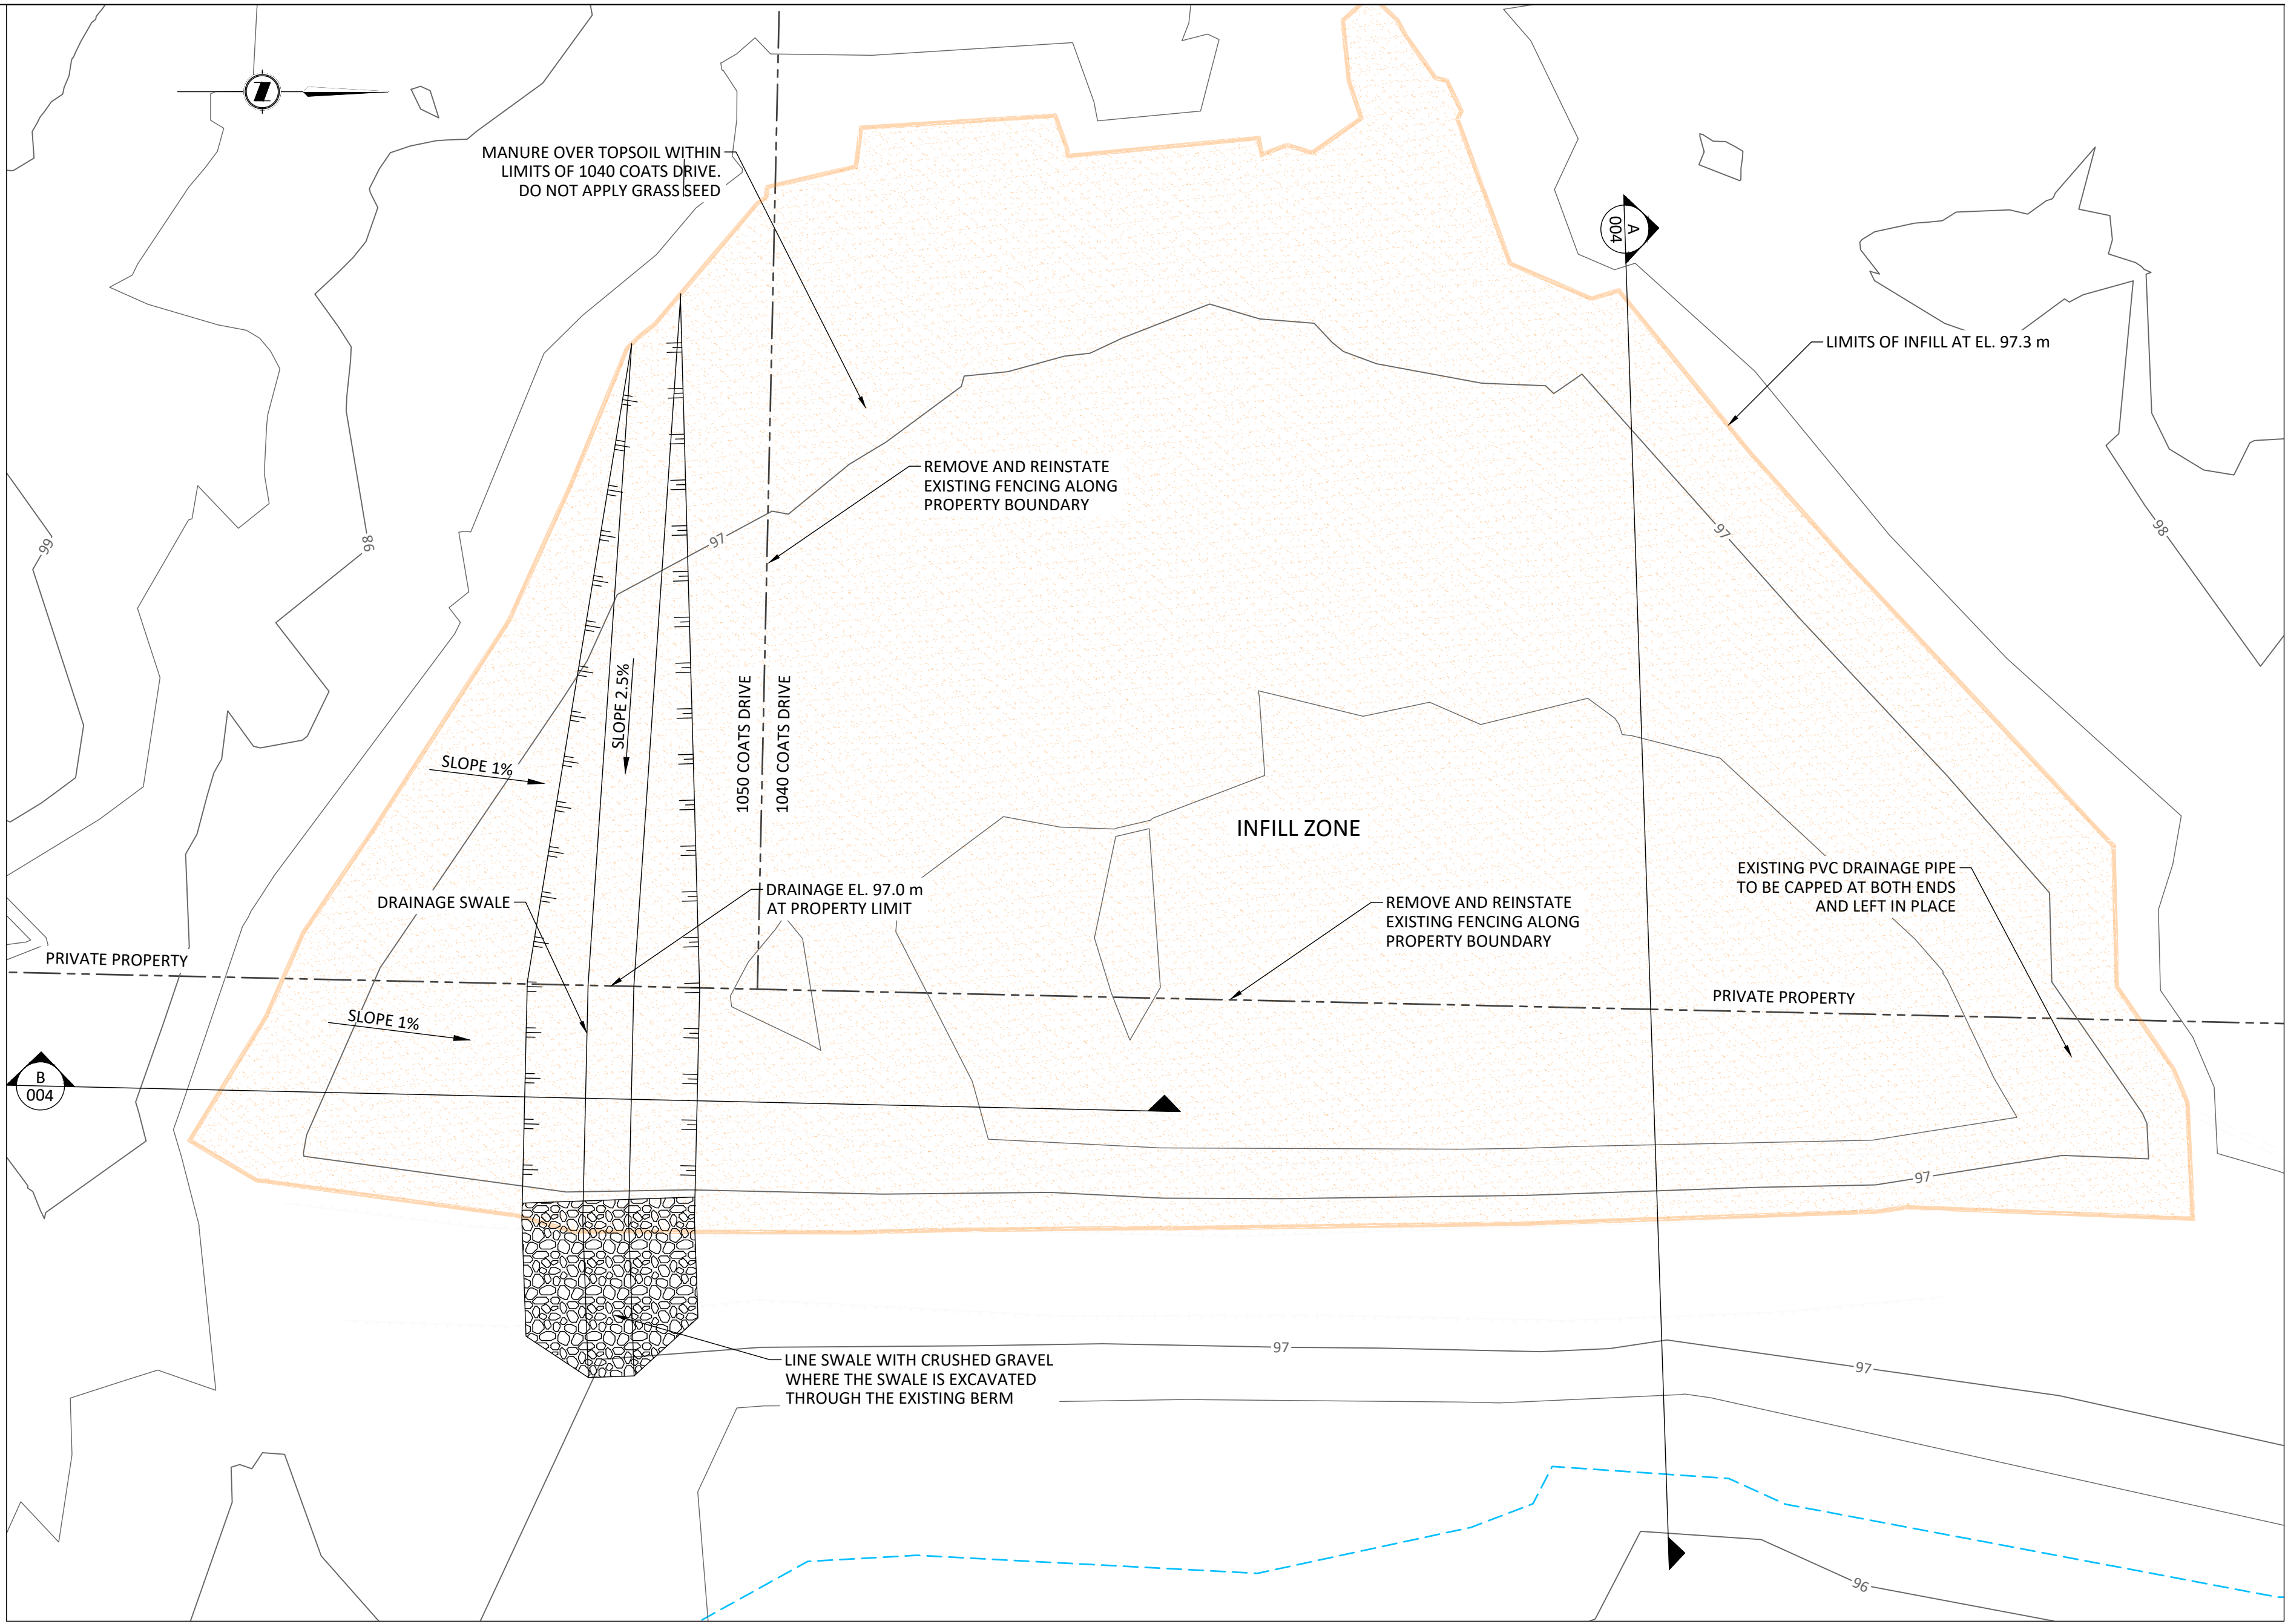 MANURE OVER TOPSOIL WITHIN
LIMITS OF 1040 COATS DRIVE.
DO NOT APPLY GRASS SEED
A
004
LIMITS OF INFILL AT EL. 97.3 m
REMOVE AND REINSTATE
EXISTING FENCING ALONG
PROPERTY BOUNDARY
99
98
97
97
98
SLOPE 2.5%
1050 COATS DRIVE
1040 COATS DRIVE
SLOPE 1%
INFILL ZONE
DRAINAGE SWALE
DRAINAGE EL. 97.0 m
AT PROPERTY LIMIT
REMOVE AND REINSTATE
EXISTING FENCING ALONG
PROPERTY BOUNDARY
EXISTING PVC DRAINAGE PIPE
TO BE CAPPED AT BOTH ENDS
AND LEFT IN PLACE
PRIVATE PROPERTY
PRIVATE PROPERTY
SLOPE 1%
B
004
97
97
97
LINE SWALE WITH CRUSHED GRAVEL
WHERE THE SWALE IS EXCAVATED
THROUGH THE EXISTING BERM
96